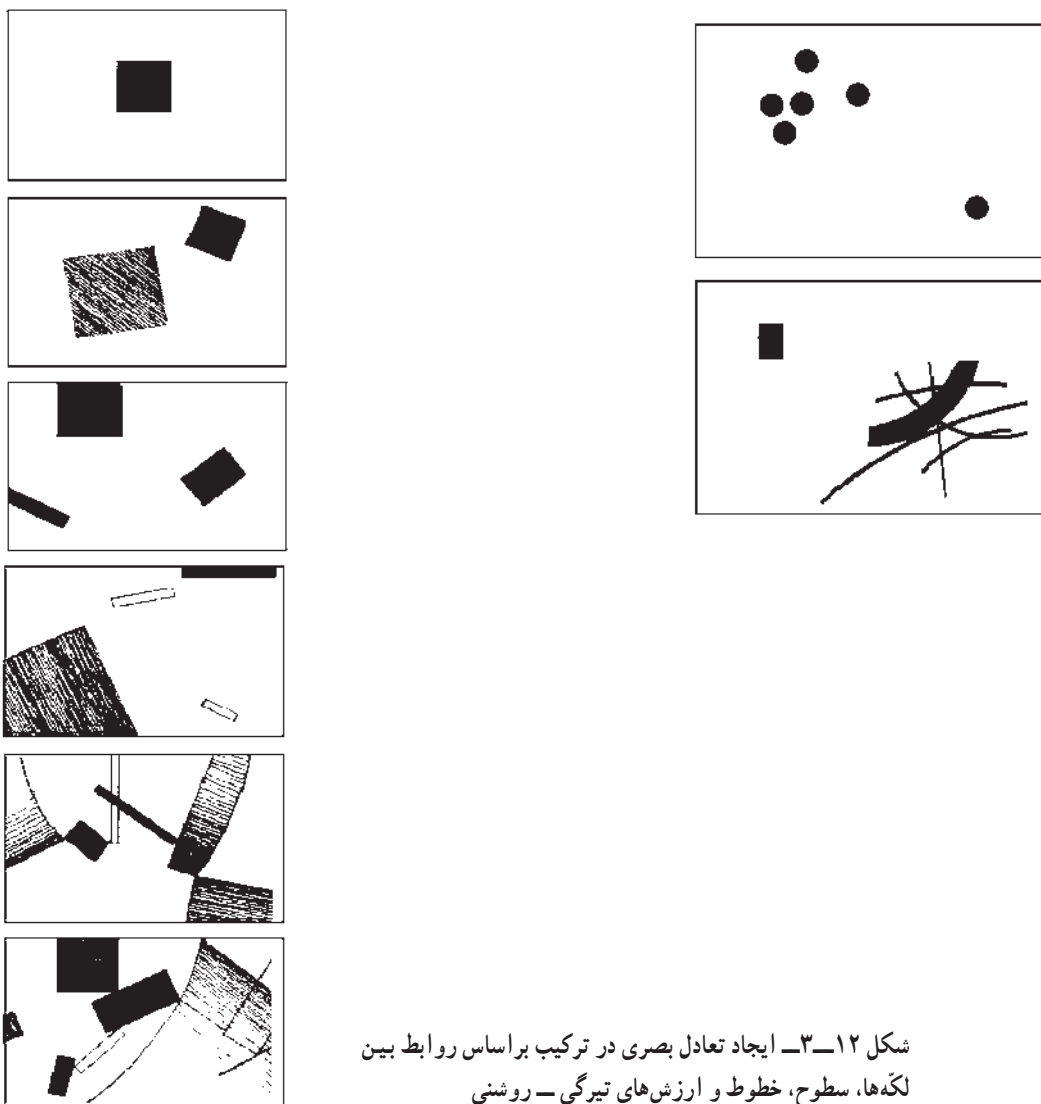 شکل ۱۲ــ۳ــ ایجاد تعادل بصری در ترکیب براساس روابط بین
لکّه‌ها، سطوح، خطوط و ارزش‌های تیرگی ــ روشنی